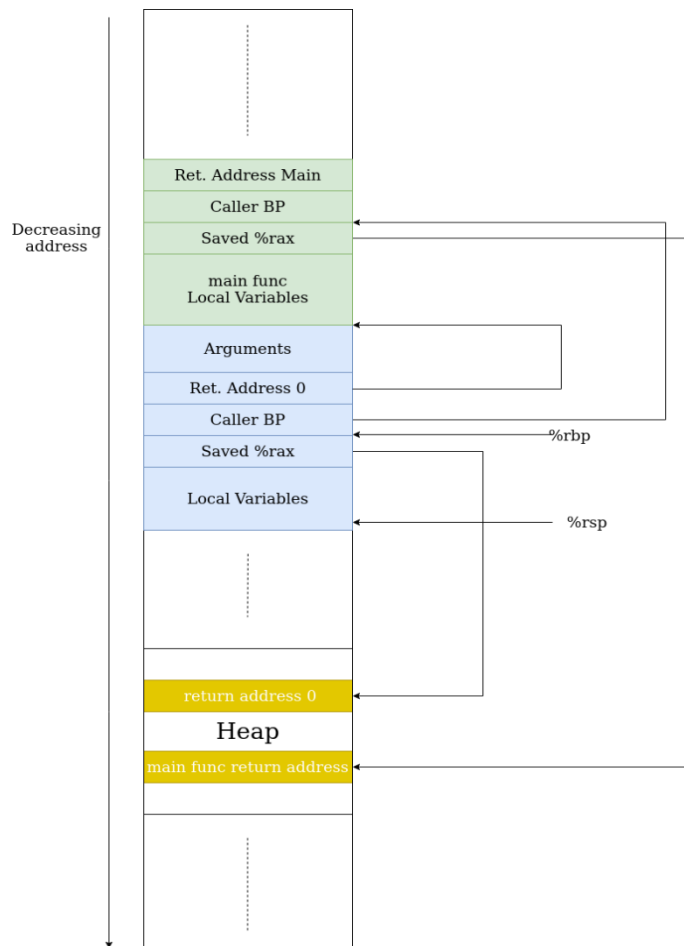 Ret. Address Main
Caller BP
Decreasing
address
Saved %rax
main func
Local Variables
Arguments
Ret. Address 0
Caller BP
%rbp
Saved %rax
Local Variables
%rsp
return address 0
Heap
main func return address